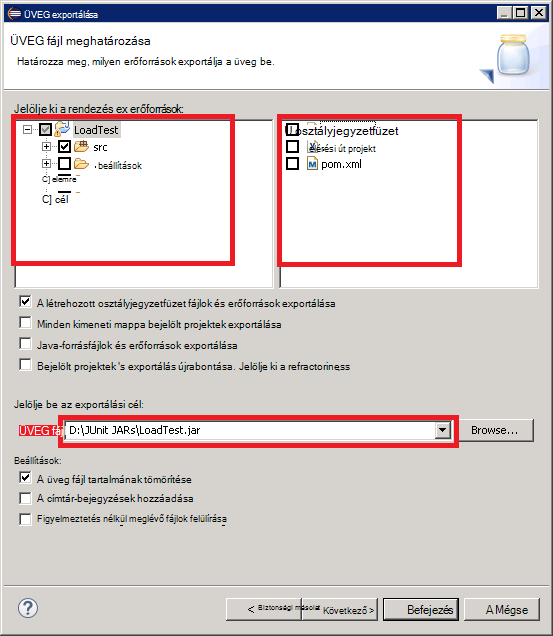 ÜVEG exportálása
ÜVEG fájl meghatározása
Határozza meg, milyen erőforrások exportálja a üveg be.
Jelölje ki a rendezés ex erőforrások:
LoadTest
src
.beállítások
C] elemre
C] cél
osztályjegyzetfüzet
elérési út projekt
pom.xml
A létrehozott osztályjegyzetfüzet fájlok és erőforrások exportálása
Minden kimeneti mappa bejelölt projektek exportálása
Java-forrásfájlok és erőforrások exportálása
Bejelölt projektek's exportálás újrabontása. Jelölje ki a refractoriness
Jelölje be az exportálási cél:
ÜVEG fáj D:\JUnit JARs\LoadTest.jar Browse...
Beállítások:
A üveg fájl tartalmának tömörítése
A címtár-bejegyzések hozzáadása
Figyelmeztetés nélkül meglévő fájlok felülírása
? < Biztonsági másolat Következő > Befejezés A Mégse